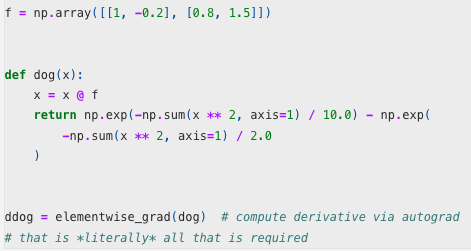 f = np.array([[1, -0.2], [0.8, 1.5]])
def dog(x):
    x = x @ f
    return np.exp(-np.sum(x ** 2, axis=1) / 10.0) - np.exp(
        -np.sum(x ** 2, axis=1) / 2.0
    )
ddog = elementwise_grad(dog)  # compute derivative via autograd
# that is *literally* all that is required